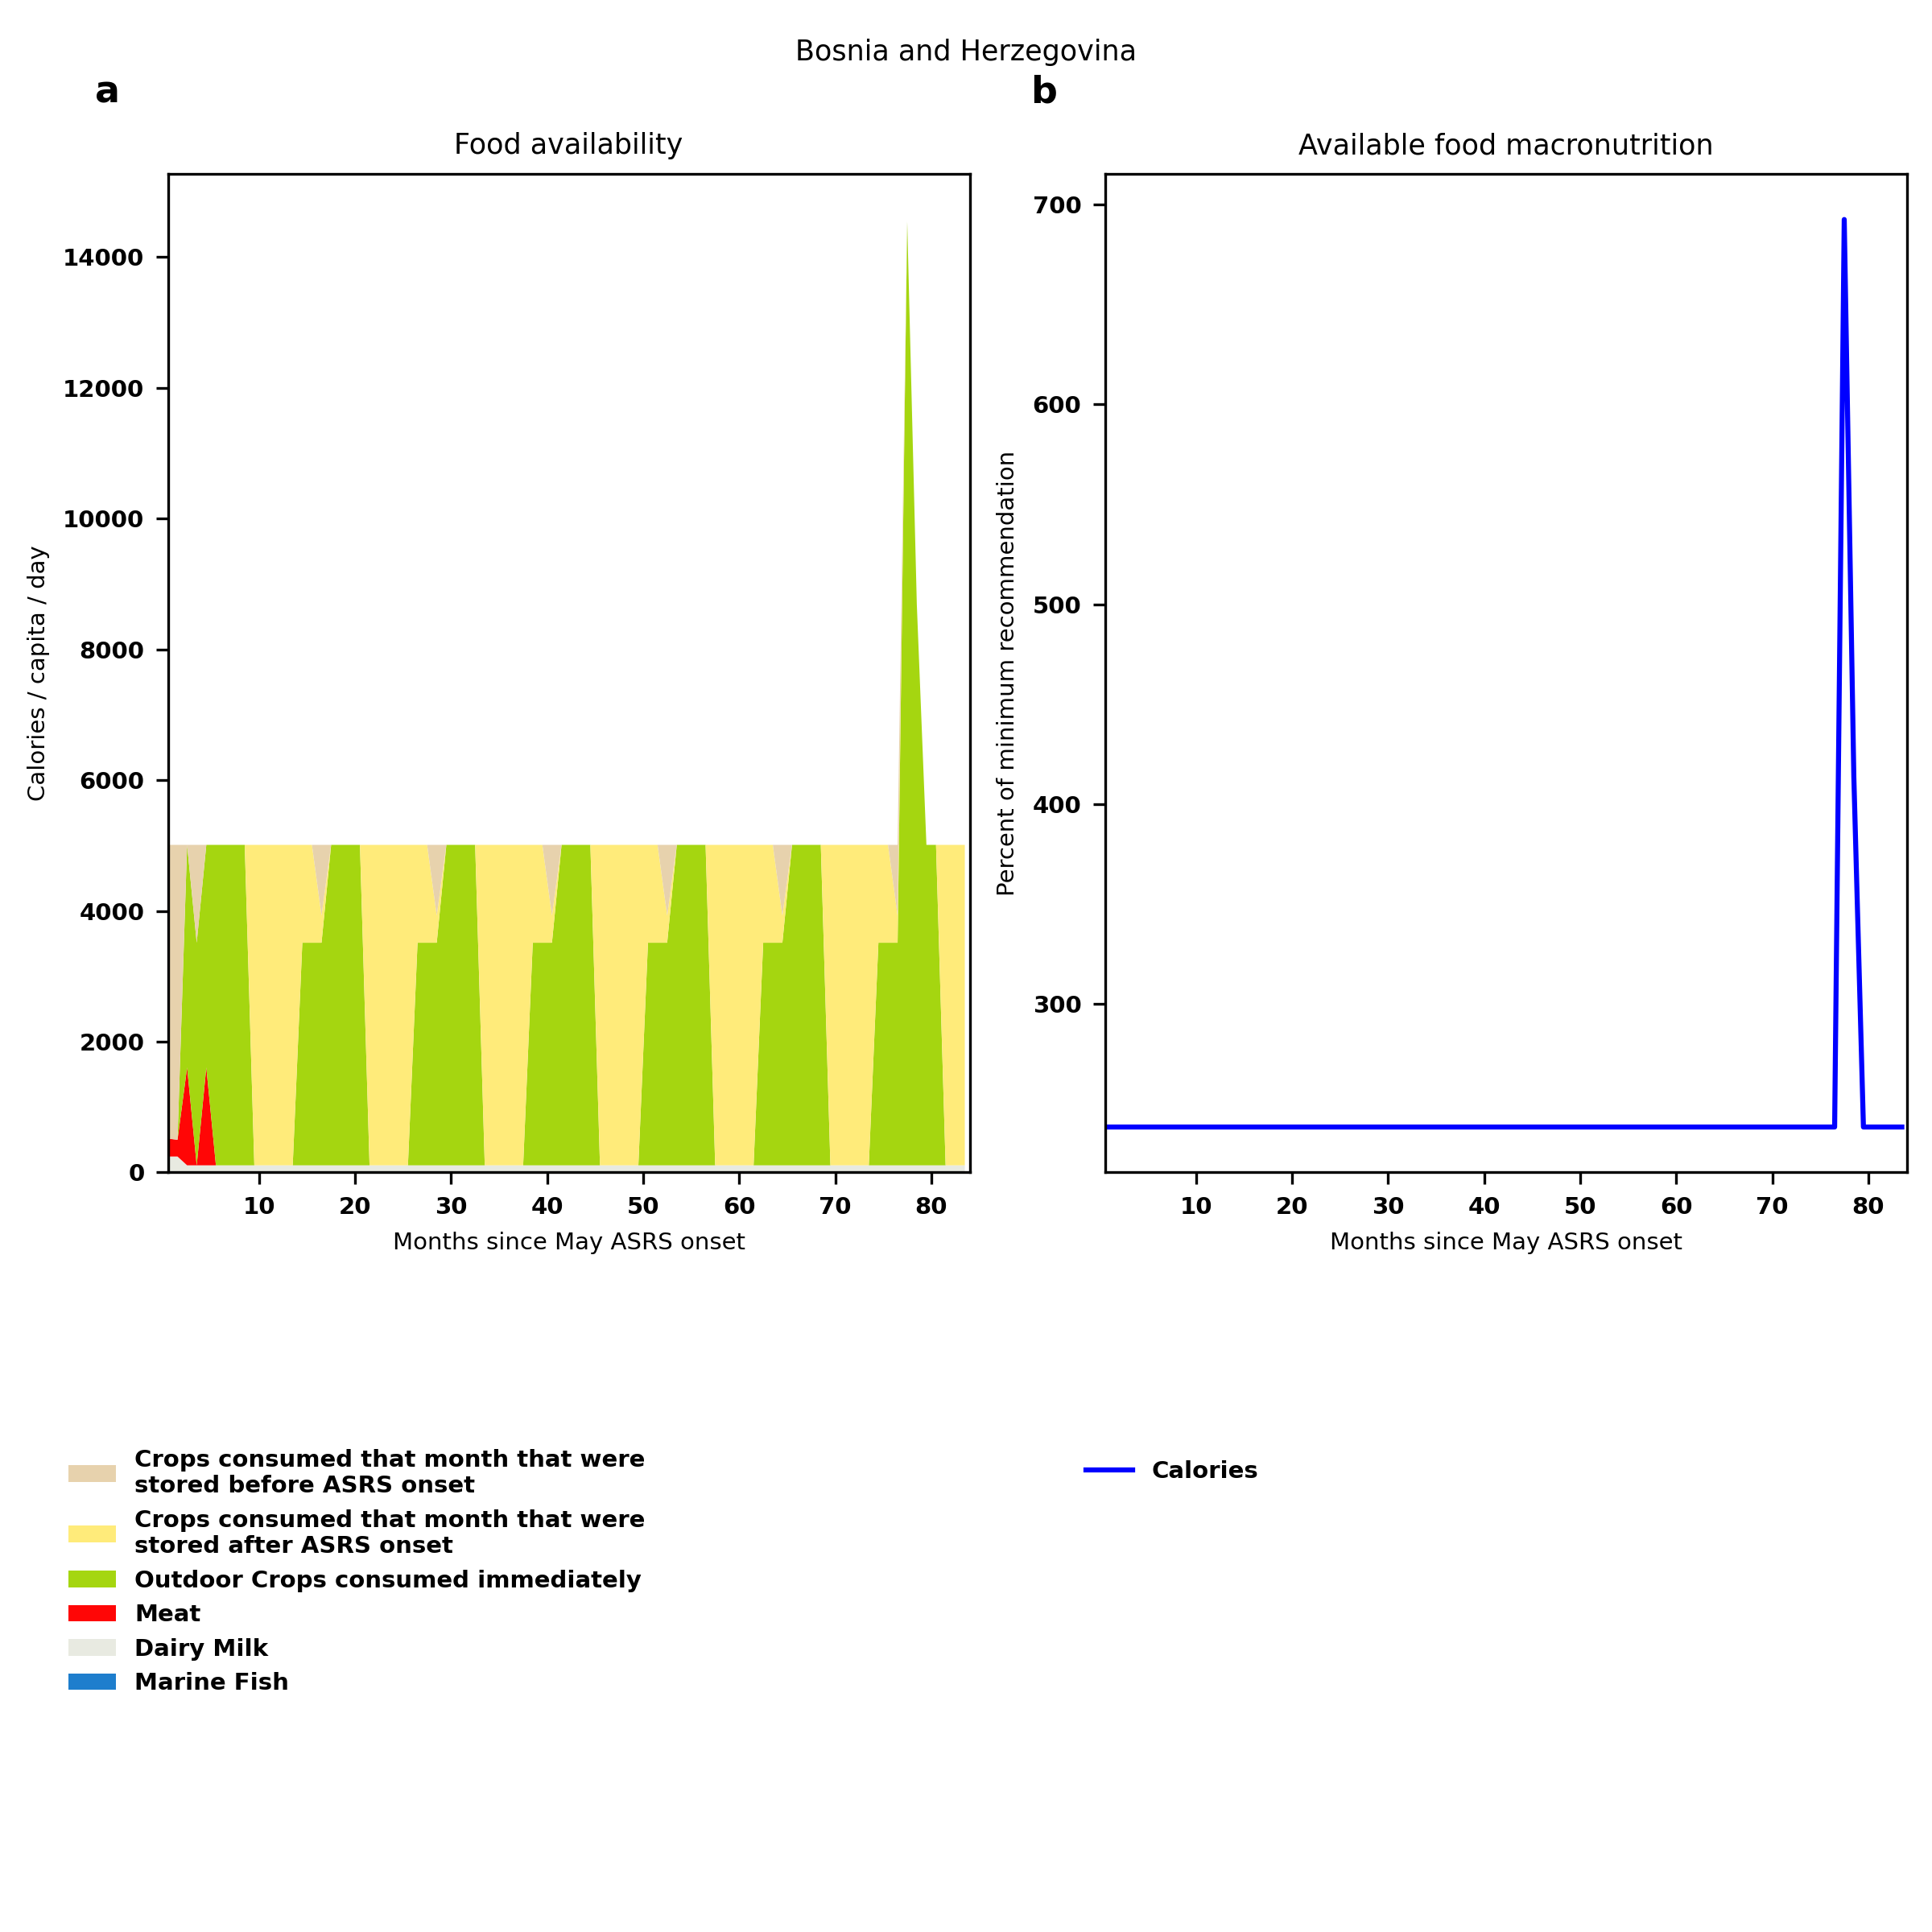 Bosnia and Herzegovina
a
Food availability
14000
12000
10000
8000
6000
4000
2000
0
Calories / capita / day
10 20 30 40 50 60 70 80
Months since May ASRS onset
Crops consumed that month that were
stored before ASRS onset
Crops consumed that month that were
stored after ASRS onset
Outdoor Crops consumed immediately
Meat
Dairy Milk
Marine Fish
b
Available food macronutrition
700
600
500
400
300
Percent of minimum recommendation
10 20 30 40 50 60 70 80
Months since May ASRS onset
Calories